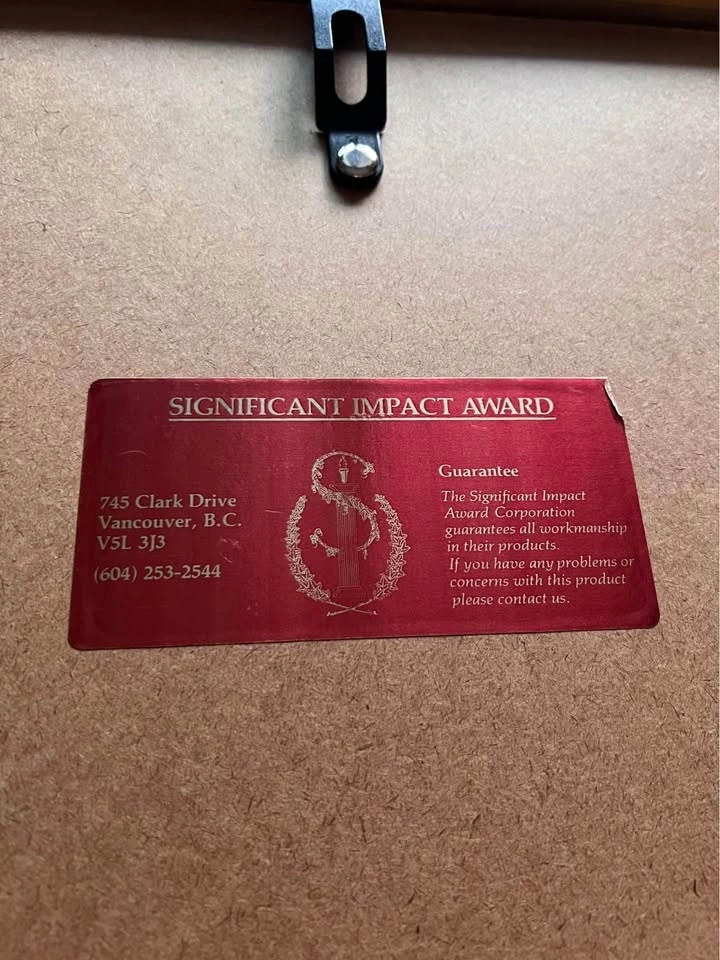 SIGNIFICANT IMPACT AWARD
745 Clark Drive
Vancouver, B.C.
V5L 3J3
(604) 253-2544
Guarantee
The Significant Impact
Award Corporation
guarantees all workmanship
in their products.
If you have any problems or
concerns with this product
please contact us.